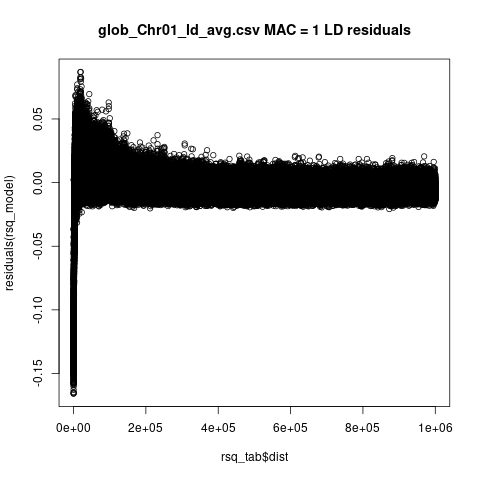 glob_Chr01_ld_avg.csv MAC = 1 LD residuals
residuals(rsq_model)
0.05
0.00
-0.05
-0.10
-0.15
0e+00 2e+05 4e+05 6e+05 8e+05 1e+06
rsq_tab$dist